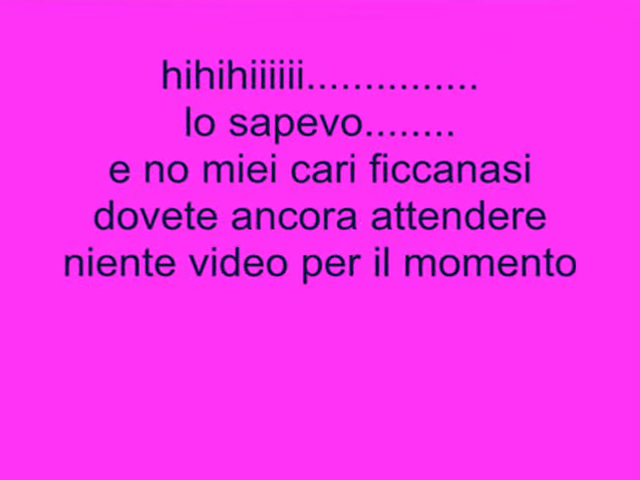 hihihiiiiii...............
lo sapevo........
e no miei cari ficcanasi
dovete ancora attendere
niente video per il momento